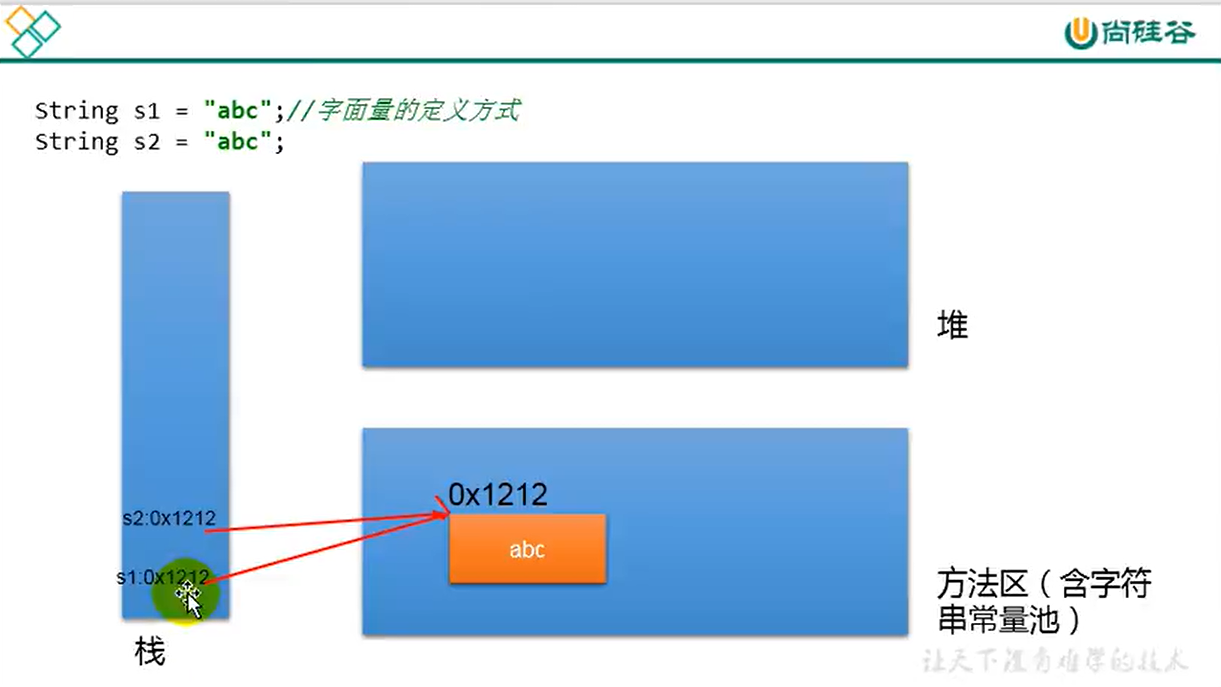 尚硅谷
String s1 = "abc";//字面量的定义方式
String s2 = "abc";
堆
0x1212
s2:0x1212
abc
s1:0x1212
方法区（含字符
串常量池）
栈
让天下没有难学的技术